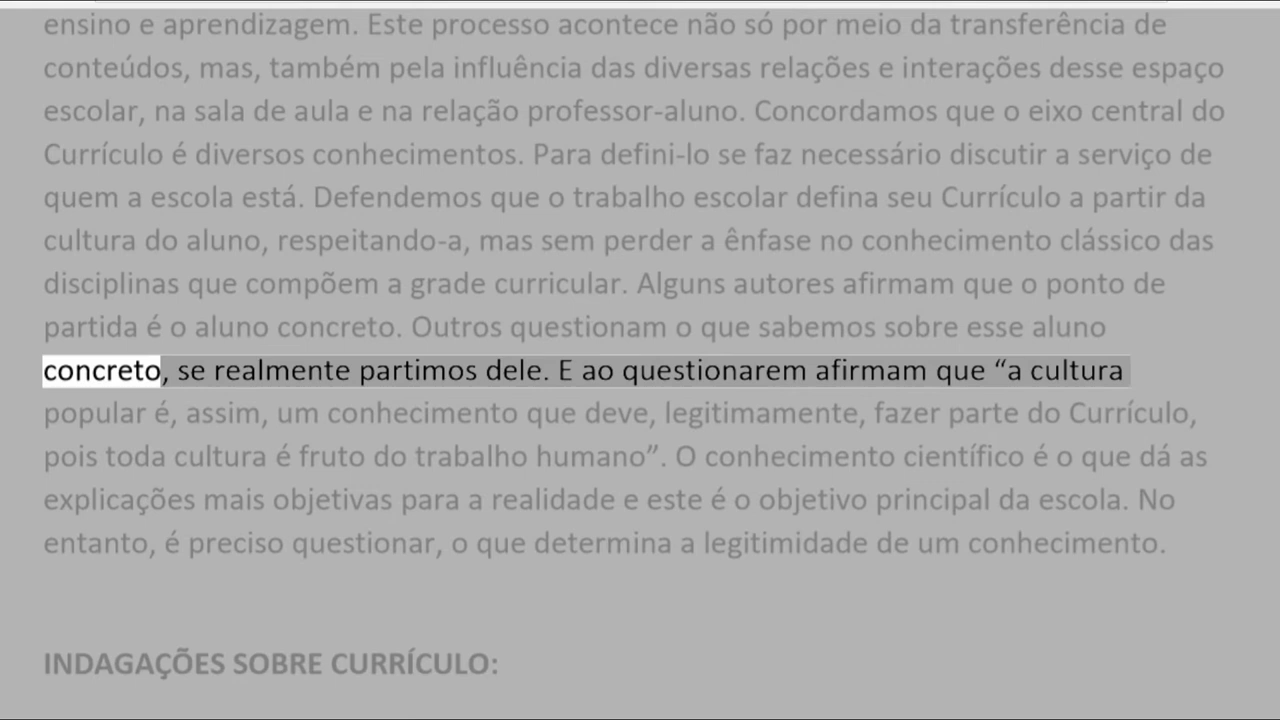 ensino e aprendizagem. Este processo acontece não só por meio da transferência de
conteúdos, mas, também pela influência das diversas relações e interações desse espaço
escolar, na sala de aula e na relação professor-aluno. Concordamos que o eixo central do
Currículo é diversos conhecimentos. Para defini-lo se faz necessário discutir a serviço de
quem a escola está. Defendemos que o trabalho escolar defina seu Currículo a partir da
cultura do aluno, respeitando-a, mas sem perder a ênfase no conhecimento clássico das
disciplinas que compõem a grade curricular. Alguns autores afirmam que o ponto de
partida é o aluno concreto. Outros questionam o que sabemos sobre esse aluno
concreto, se realmente partimos dele. E ao questionarem afirmam que “a cultura
popular é, assim, um conhecimento que deve, legitimamente, fazer parte do Currículo,
pois toda cultura é fruto do trabalho humano”. O conhecimento científico é o que dá as
explicações mais objetivas para a realidade e este é o objetivo principal da escola. No
entanto, é preciso questionar, o que determina a legitimidade de um conhecimento.
INDAGAÇÕES SOBRE CURRÍCULO: